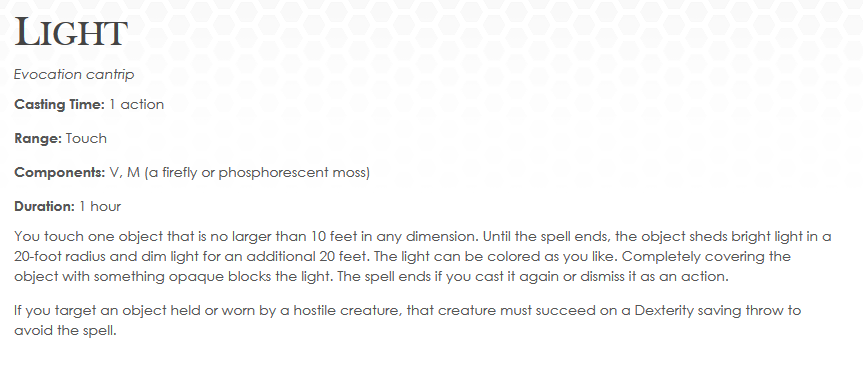 LIGHT
Evocation cantrip
Casting Time: 1 action
Range: Touch
Components: V, M (a firefly or phosphorescent moss)
Duration: 1 hour
You touch one object that is no larger than 10 feet in any dimension. Until the spell ends, the object sheds bright light in a
20-foot radius and dim light for an additional 20 feet. The light can be colored as you like. Completely covering the
object with something opaque blocks the light. The spell ends if you cast it again or dismiss it as an action.
If you target an object held or worn by a hostile creature, that creature must succeed on a Dexterity saving throw to
avoid the spell.